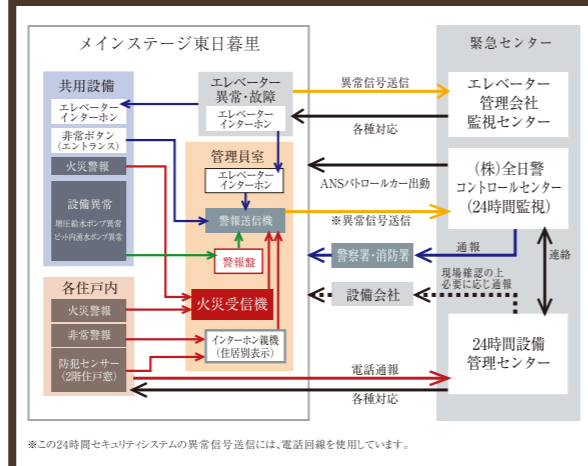 メインステージ東日暮里
緊急センター
共用設備
エレベーター
インターホン
非常ボタン
(エントランス)
火災警報
設備異常
増圧給水ポンプ異常
ピット内湧水ポンプ異常
エレベーター
異常・故障
エレベーター
インターホン
管理員室
エレベーター
インターホン
警報送信機
警報盤
火災受信機
インターホン親機
(住居別表示)
各住戸内
火災警報
非常警報
防犯センサー
(2階住戸窓)
異常信号送信
各種対応
ANSパトロールカー出動
※異常信号送信
警察署・消防署
通報
設備会社
現場確認の上
必要に応じ通報
連絡
電話通報
各種対応
エレベーター
管理会社
監視センター
(株)全日警
コントロールセンター
(24時間監視)
24時間設備
管理センター
※この24時間セキュリティシステムの異常信号送信には、電話回線を使用しています。